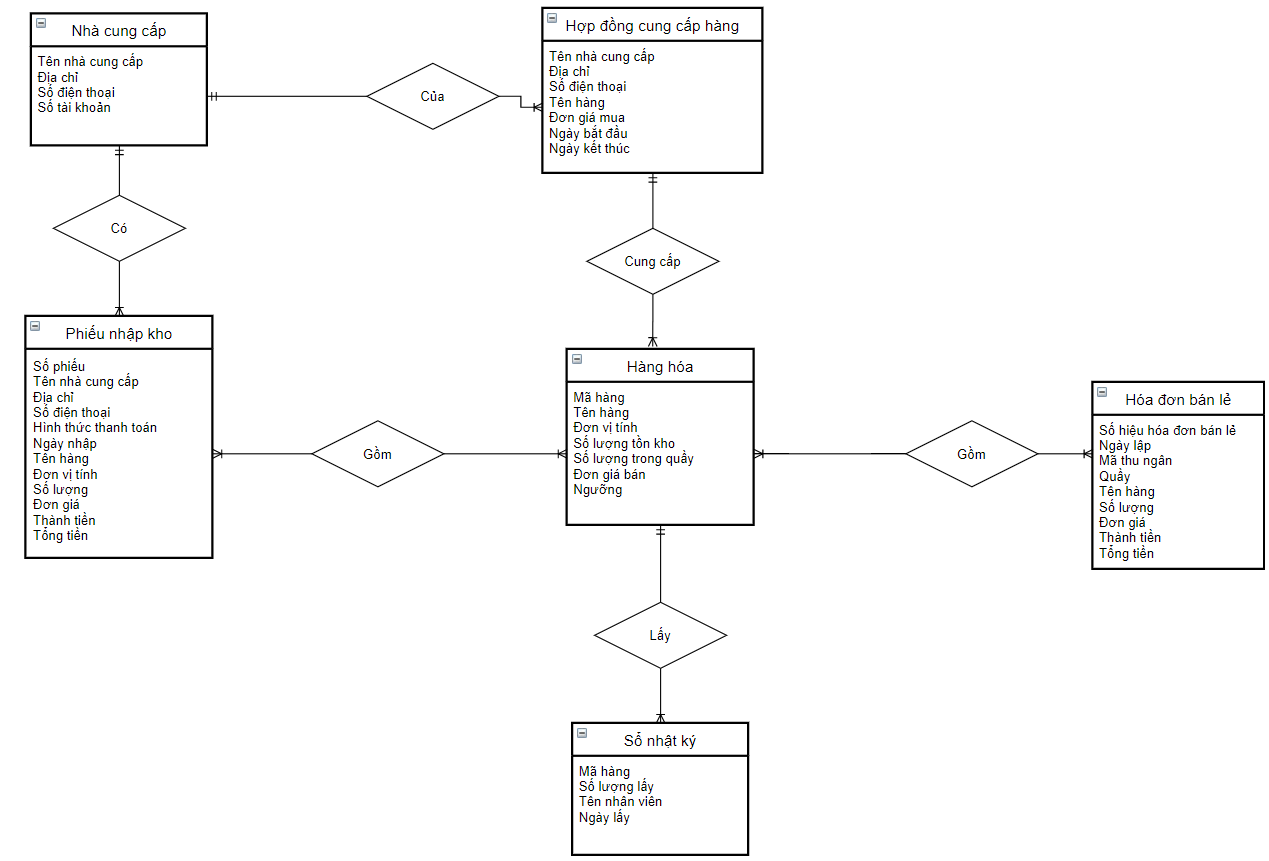 Nhà cung cấp
Tên nhà cung cấp
Địa chỉ
Số điện thoại
Số tài khoản
Của
Hợp đồng cung cấp hàng
Tên nhà cung cấp
Địa chỉ
Số điện thoại
Tên hàng
Đơn giá mua
Ngày bắt đầu
Ngày kết thúc
Có
Cung cấp
Phiếu nhập kho
Số phiếu
Tên nhà cung cấp
Địa chỉ
Số điện thoại
Hình thức thanh toán
Ngày nhập
Tên hàng
Đơn vị tính
Số lượng
Đơn giá
Thành tiền
Tổng tiền
Gồm
Hàng hóa
Mã hàng
Tên hàng
Đơn vị tính
Số lượng tồn kho
Số lượng trong quầy
Đơn giá bán
Ngưỡng
Gồm
Hóa đơn bán lẻ
Số hiệu hóa đơn bán lẻ
Ngày lập
Mã thu ngân
Quầy
Tên hàng
Số lượng
Đơn giá
Thành tiền
Tổng tiền
Lấy
Sổ nhật ký
Mã hàng
Số lượng lấy
Tên nhân viên
Ngày lấy